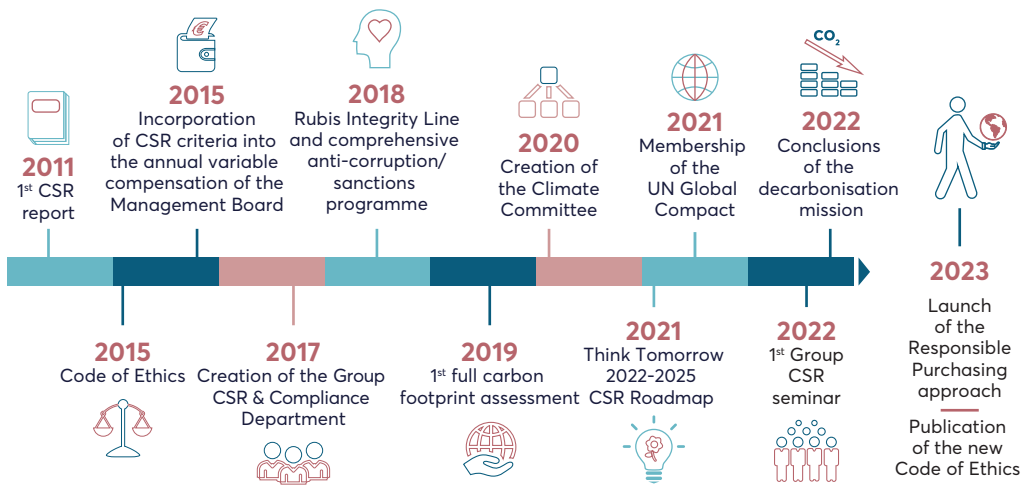 2011
1st CSR
report
2015
Incorporation
of CSR criteria into
the annual variable
compensation of the
Management Board
€
2018
Rubis Integrity Line
and comprehensive
anti-corruption/
sanctions
programme
2020
Creation of
the Climate
Committee
2021
Membership
of the
UN Global
Compact
CO2
2022
Conclusions
of the
decarbonisation
mission
2015
Code of Ethics
2017
Creation of the Group
CSR & Compliance
Department
2019
1st full carbon
footprint assessment
2021
Think Tomorrow
2022-2025
CSR Roadmap
2022
1st Group
CSR
seminar
2023
Launch
of the
Responsible
Purchasing
approach
Publication
of the new
Code of Ethics